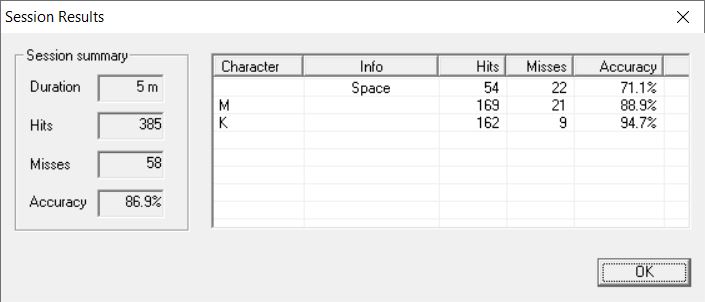 Session Results
Session summary
Duration 5 m
Hits 385
Misses 58
Accuracy 86.9%
Character Info Hits Misses Accuracy
Space 54 22 71.1%
M 169 21 88.9%
K 162 9 94.7%
OK